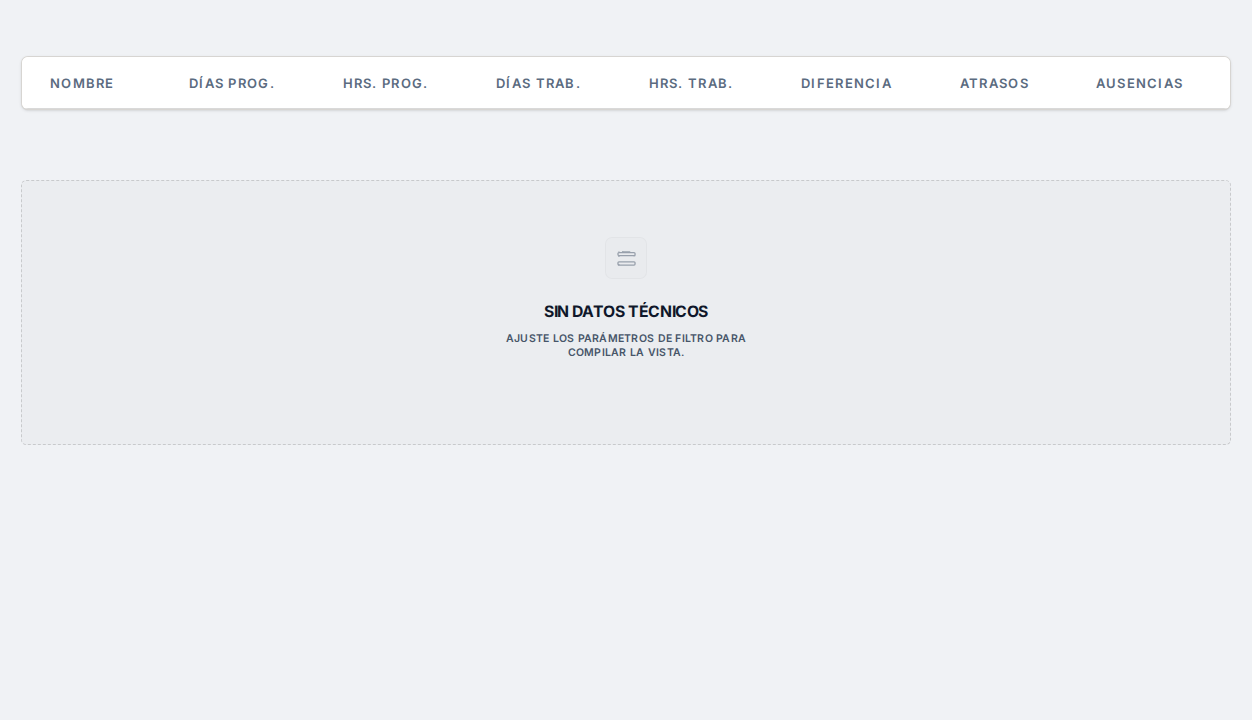 NOMBRE DÍAS PROG. HRS. PROG. DÍAS TRAB. HRS. TRAB. DIFERENCIA ATRASOS AUSENCIAS
SIN DATOS TÉCNICOS
AJUSTE LOS PARÁMETROS DE FILTRO PARA
COMPILAR LA VISTA.